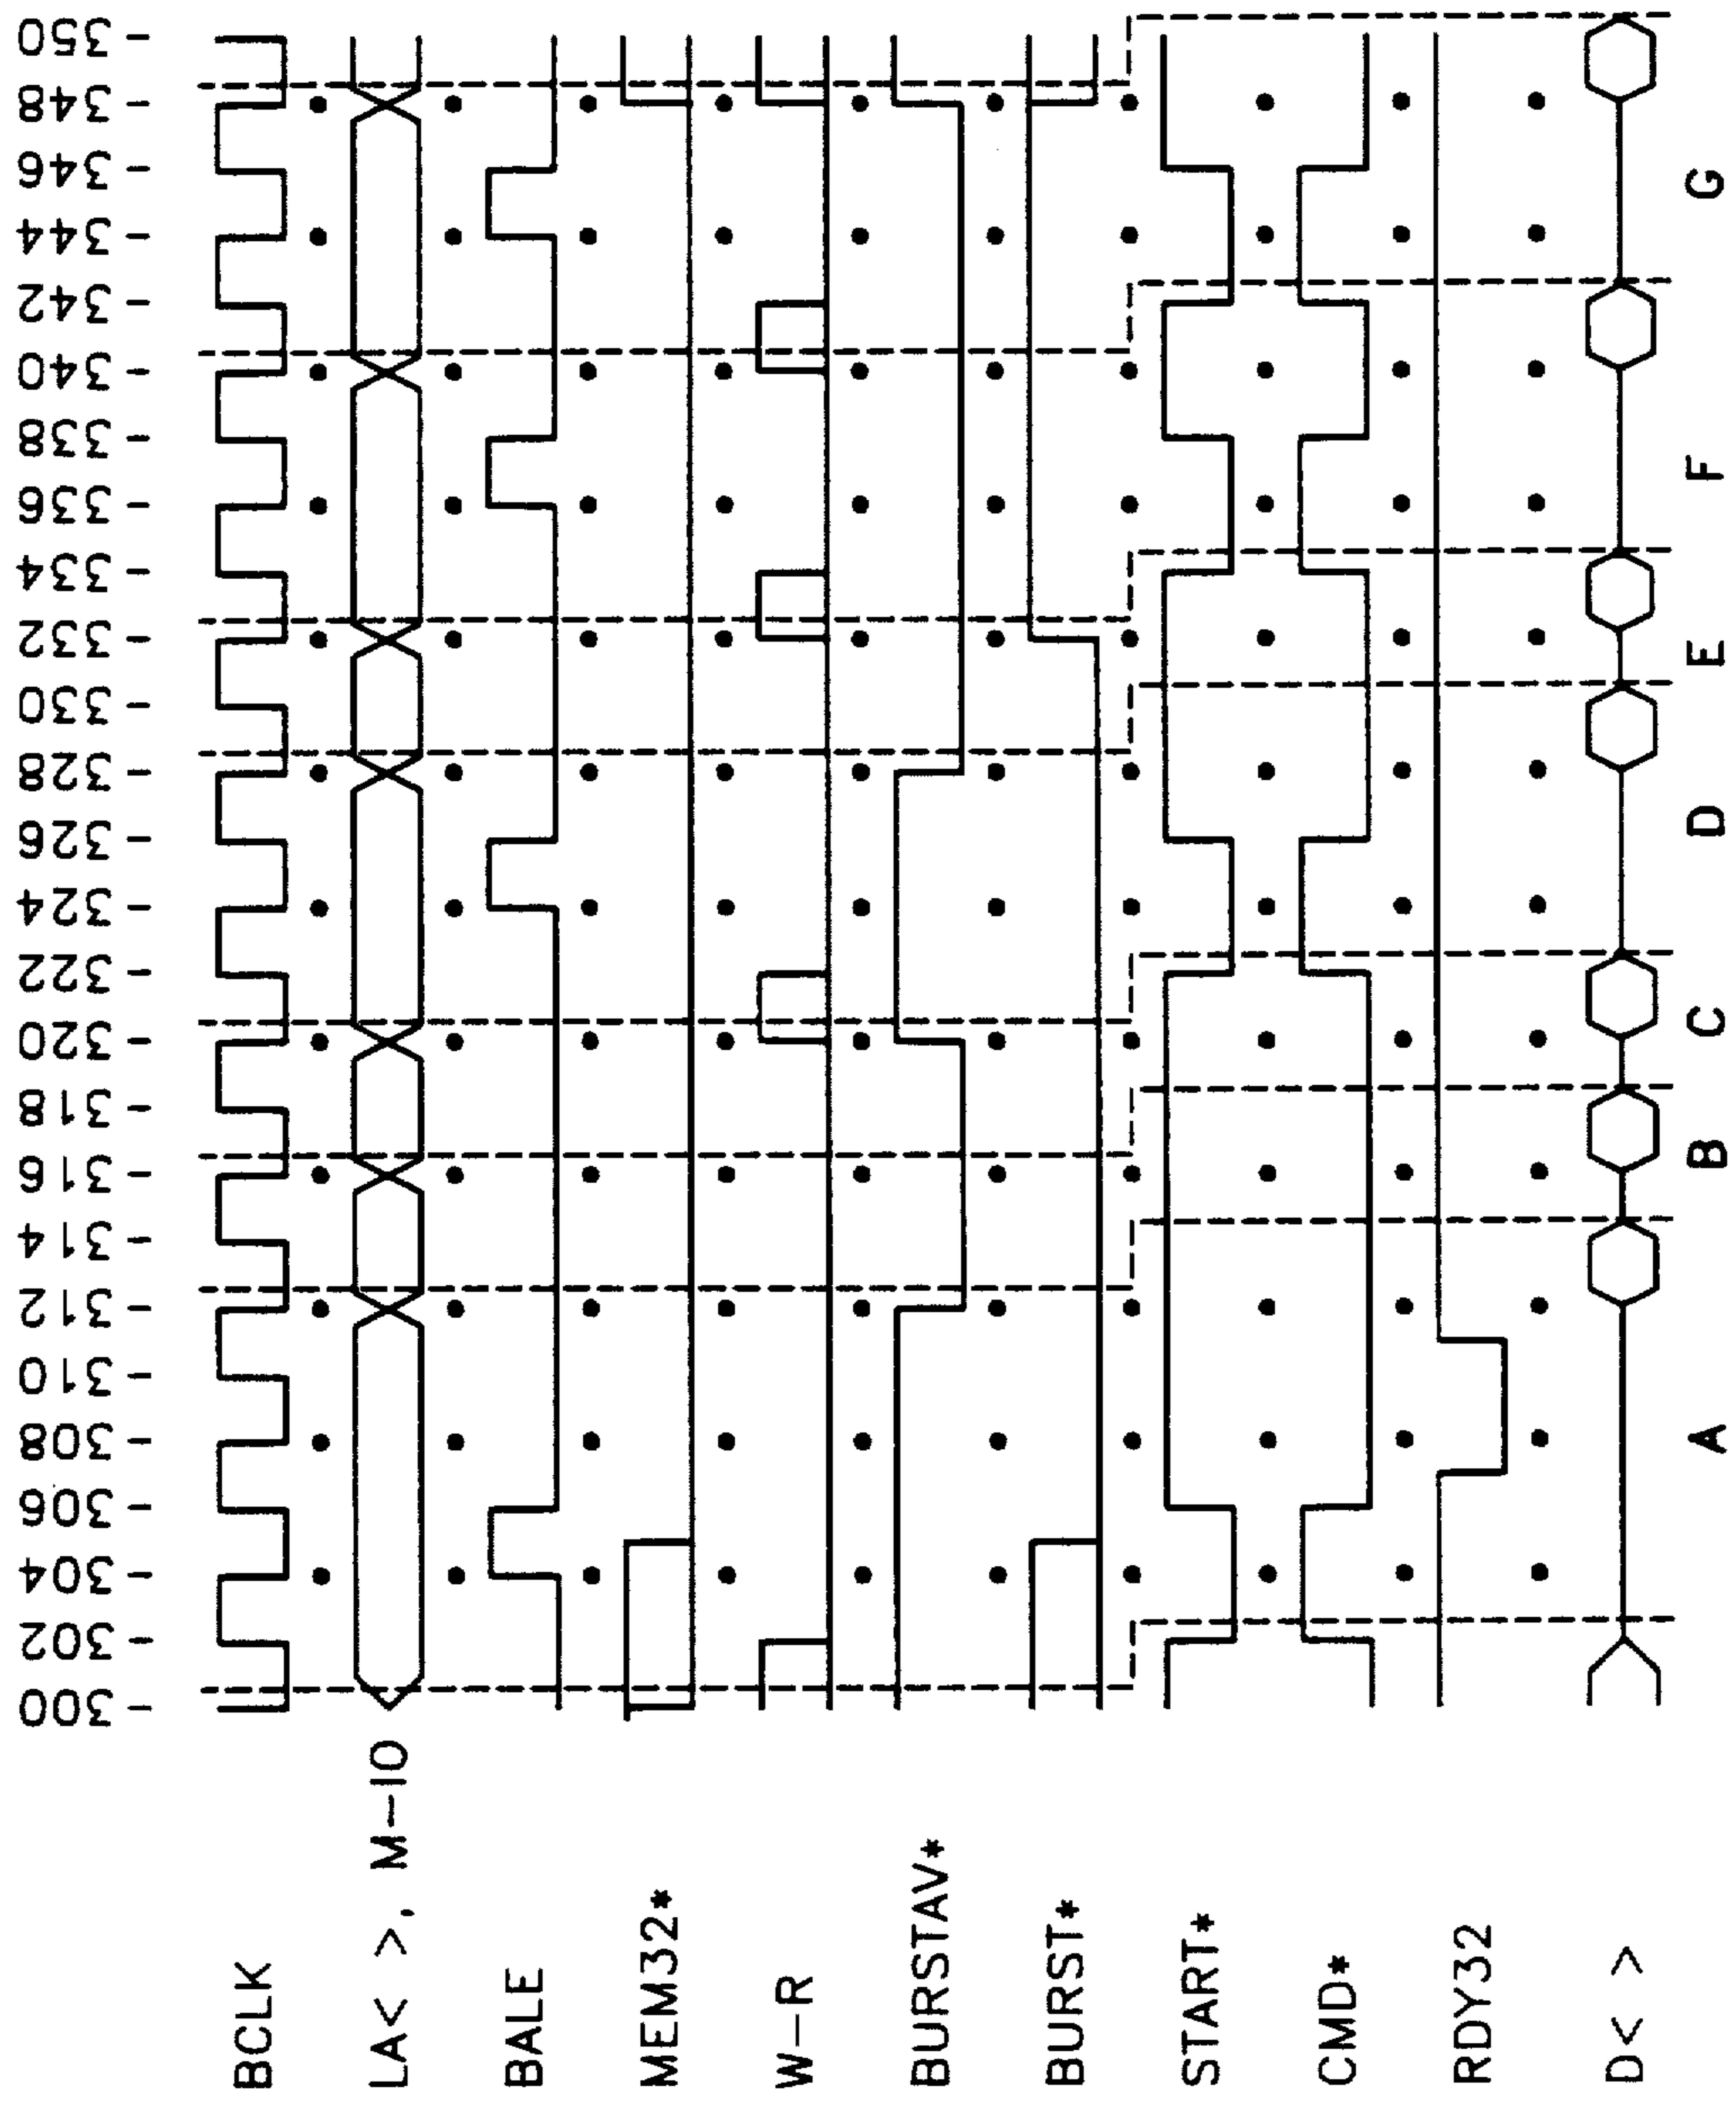 300 302 304 306 308 310 312 314 316 318 320 322 324 326 328 330 332 334 336 338 340 342 344 346 348 350
BCLK
LA< >, M-IO
BALE
MEM32*
W-R
BURSTAV*
BURST*
START*
CMD*
RDY32
D< >
A B C D E F G